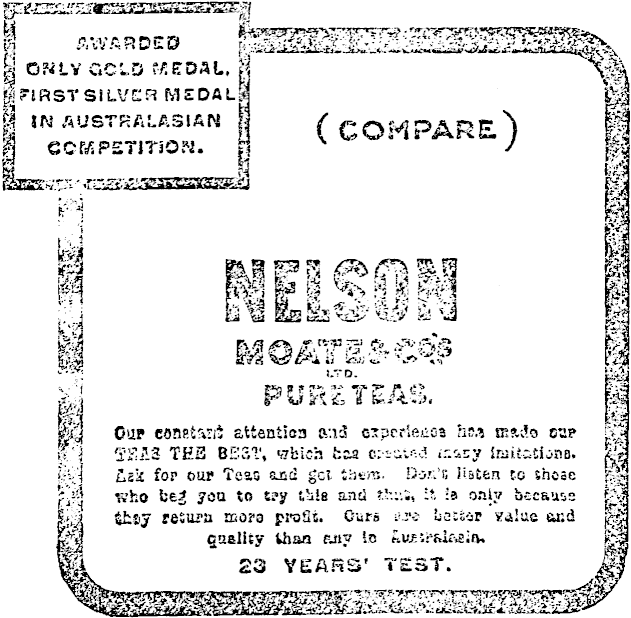 AWARDED
ONLY GOLD MEDAL,
FIRST SILVER MEDAL
IN AUSTRALASIAN
COMPETITION.
(COMPARE)
NELSON
MOATE & CO'S
LTD.
PURE TEAS.
Our constant attention and experience has made our
TEAS THE BEST, which has created many imitations.
Ask for our Teas and get them. Don't listen to those
who beg you to try this and that, it is only because
they return more profit. Ours are better value and
quality than any in Australasia.
23 YEARS' TEST.